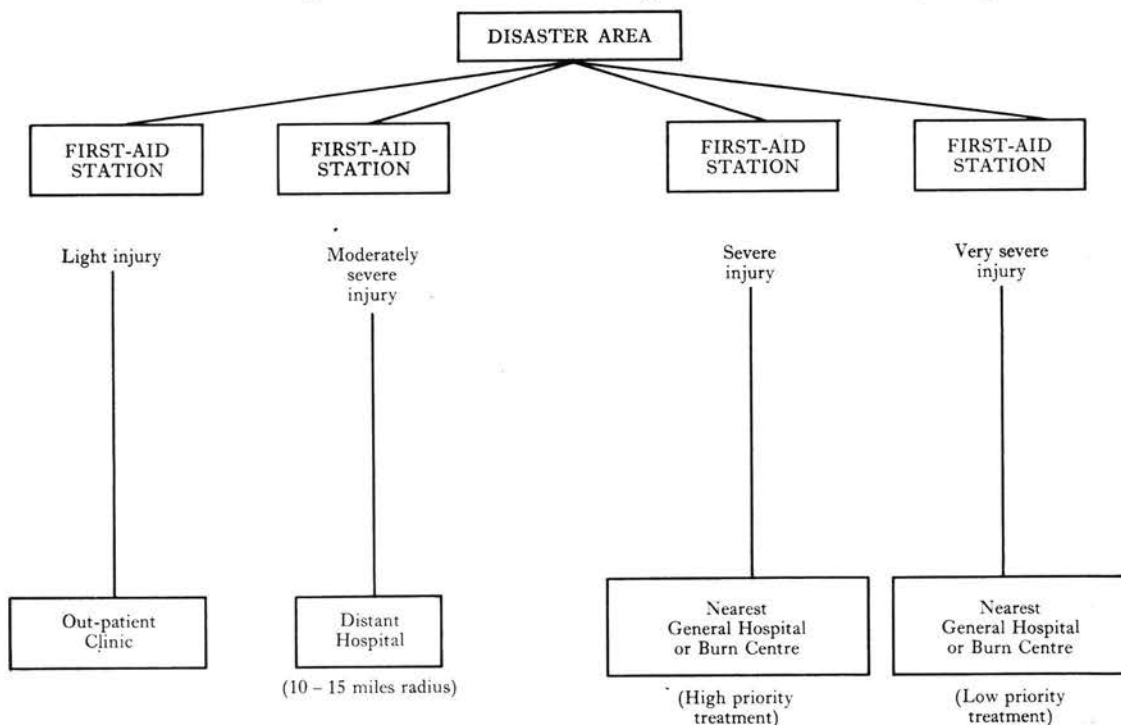 DISASTER AREA
FIRST-AID
STATION
FIRST-AID
STATION
FIRST-AID
STATION
FIRST-AID
STATION
Light injury
Moderately
severe
injury
Severe
injury
Very severe
injury
Out-patient
Clinic
Distant
Hospital
(10 – 15 miles radius)
Nearest
General Hospital
or Burn Centre
(High priority
treatment)
Nearest
General Hospital
or Burn Centre
(Low priority
treatment)